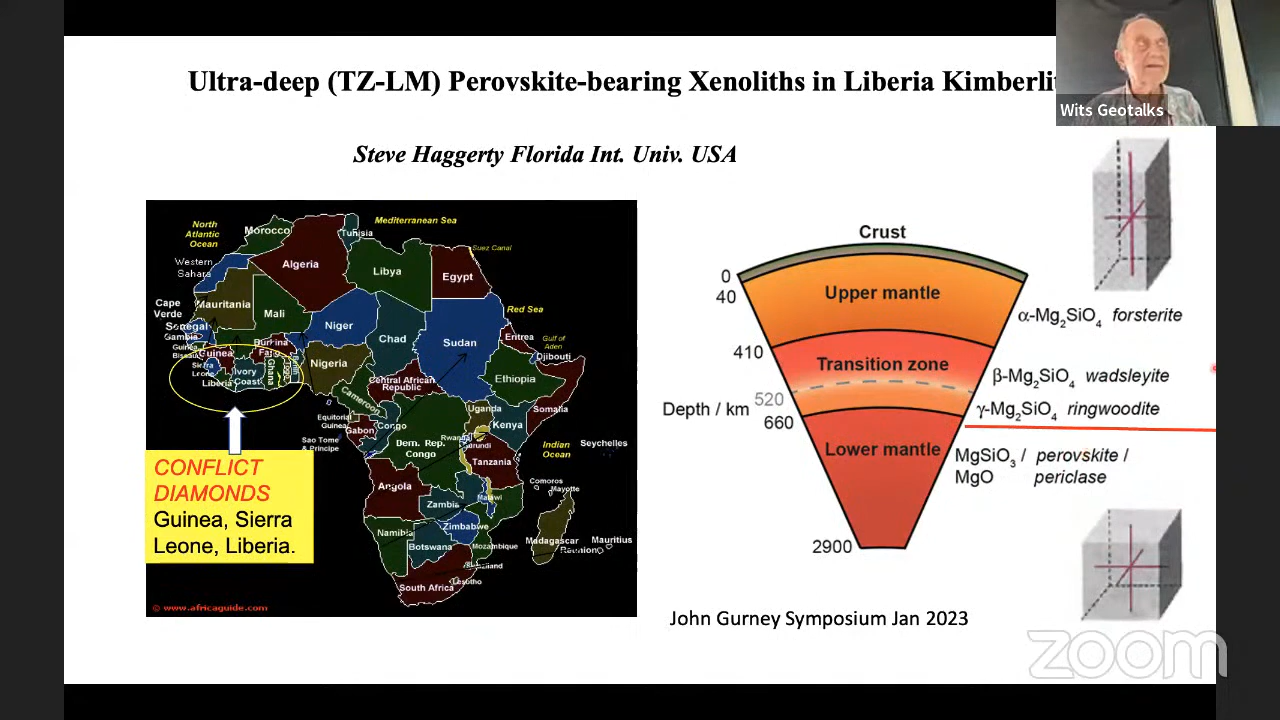 Ultra-deep (TZ-LM) Perovskite-bearing Xenoliths in Liberia
Wits Geotalks
Steve Haggerty Florida Int. Univ. USA
North
Atlantic
Ocean
Mediterranean Sea
Morocco
Tunisia
Suez Canal
Algeria
Libya
Egypt
Western
Sahara
Red Sea
Cape
Verde
Mauritania
Mali
Niger
Chad
Sudan
Eritrea
Gulf of
Aden
Djibouti
Senegal
Gambia
Guinea
Bissau
Guinea
Burkina
Faso
Sierra
Leone
Liberia
Ivory
Coast
Ghana
Togo
Nigeria
Cameroon
Central African
Republic
Ethiopia
Somalia
Equitorial
Guinea
Sao Tome
& Principe
Gabon
Congo
Dem. Rep.
Congo
Uganda
Kenya
Rwanda
Burundi
Tanzania
Indian
Ocean
Seychelles
Comoros
Mayotte
Angola
Zambia
Malawi
Namibia
Zimbabwe
Botswana
Mozambique
Madagascar
Mauritius
Reunion
South Africa
Lesotho
© www.africaguide.com
CONFLICT
DIAMONDS
Guinea, Sierra
Leone, Liberia.
Crust
0
40
Upper mantle
α-Mg₂SiO₄ forsterite
410
Transition zone
β-Mg₂SiO₄ wadsleyite
Depth / km
520
γ-Mg₂SiO₄ ringwoodite
660
Lower mantle
MgSiO₃ / perovskite /
MgO periclase
2900
John Gurney Symposium Jan 2023
zoom